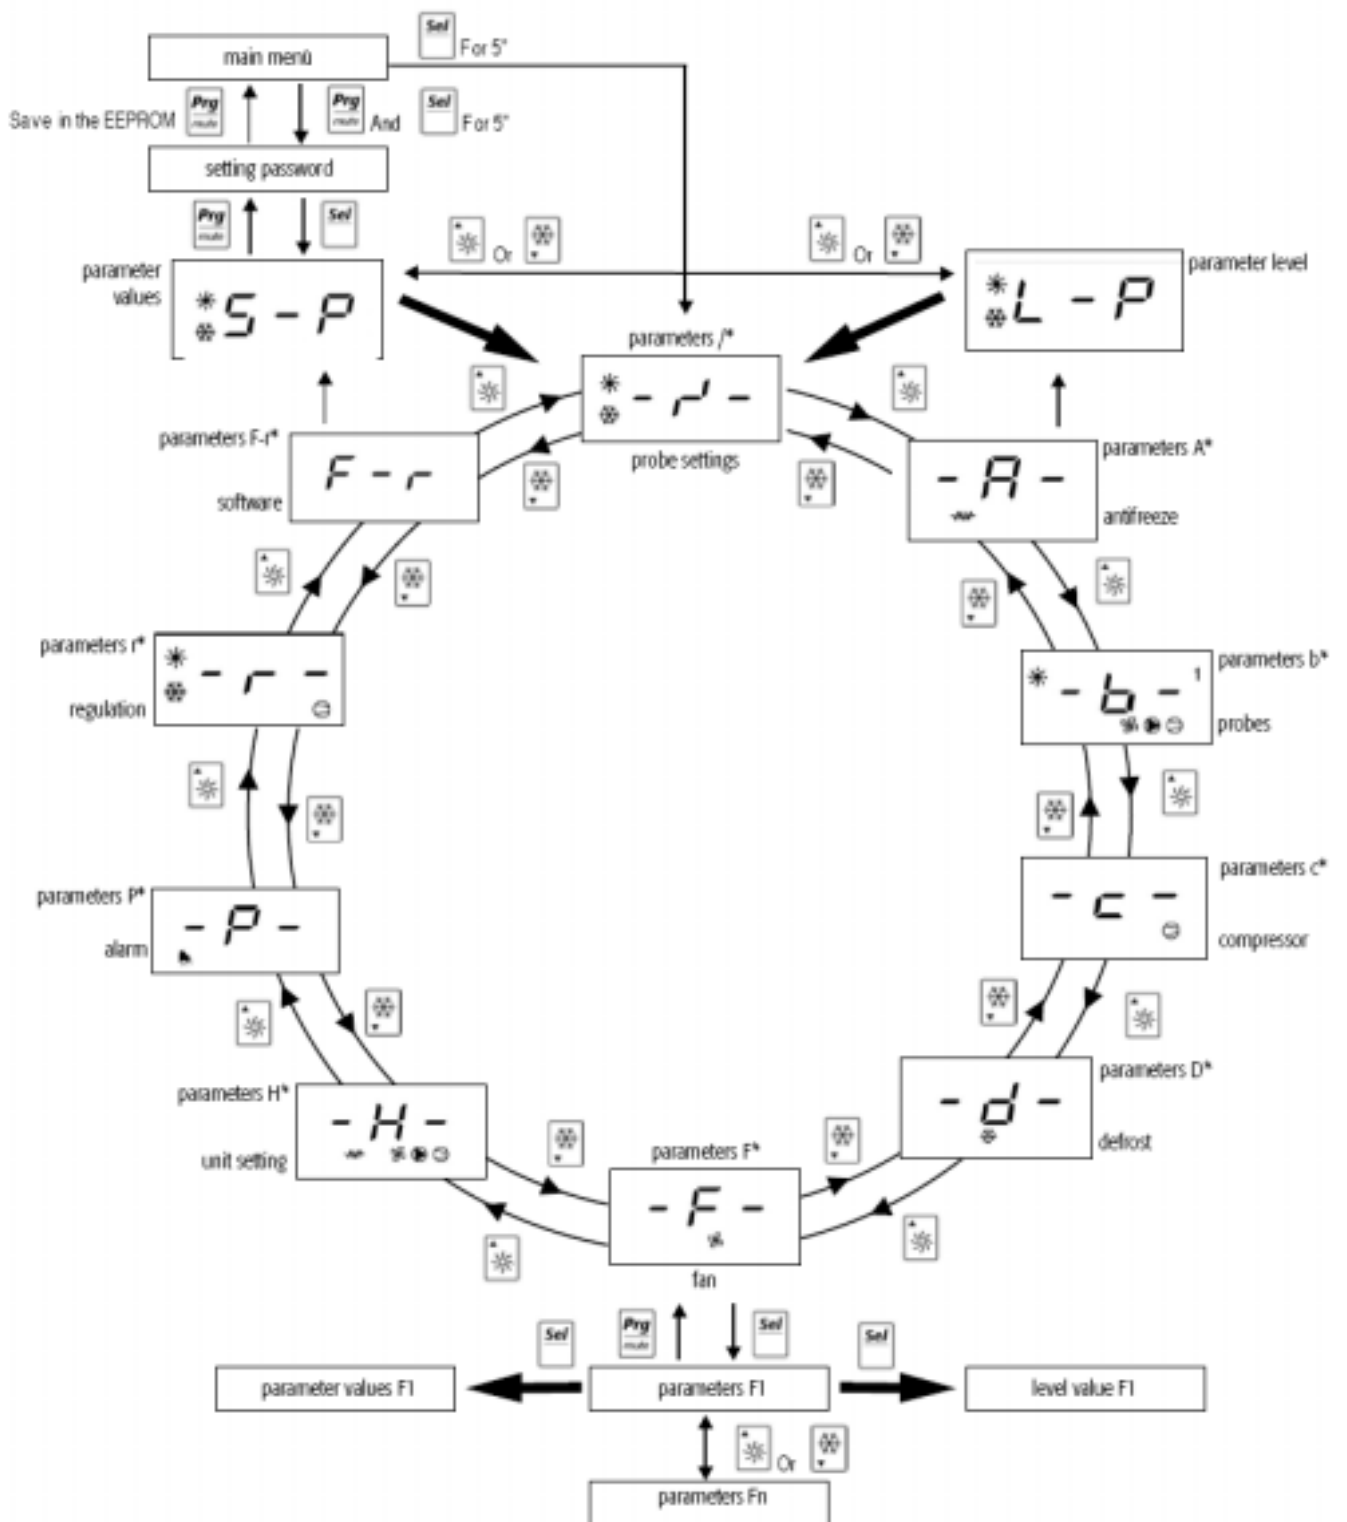 Sel
For 5"
main menù
Save in the EEPROM
Prg
mute
Prg
mute
And
Sel
For 5"
setting password
Prg
mute
Sel
Or
Or
parameter
values
S - P
parameter level
L - P
parameters /*
- / -
probe settings
parameters F-r*
F - r
software
parameters A*
- A -
antifreeze
parameters r*
- r -
regulation
parameters b*
- b -
1
probes
parameters P*
- P -
alarm
parameters c*
- c -
compressor
parameters H*
- H -
unit setting
parameters D*
- d -
defrost
parameters F*
- F -
fan
Sel
Prg
mute
Sel
Sel
parameter values F1
parameters F1
level value F1
Or
parameters Fn